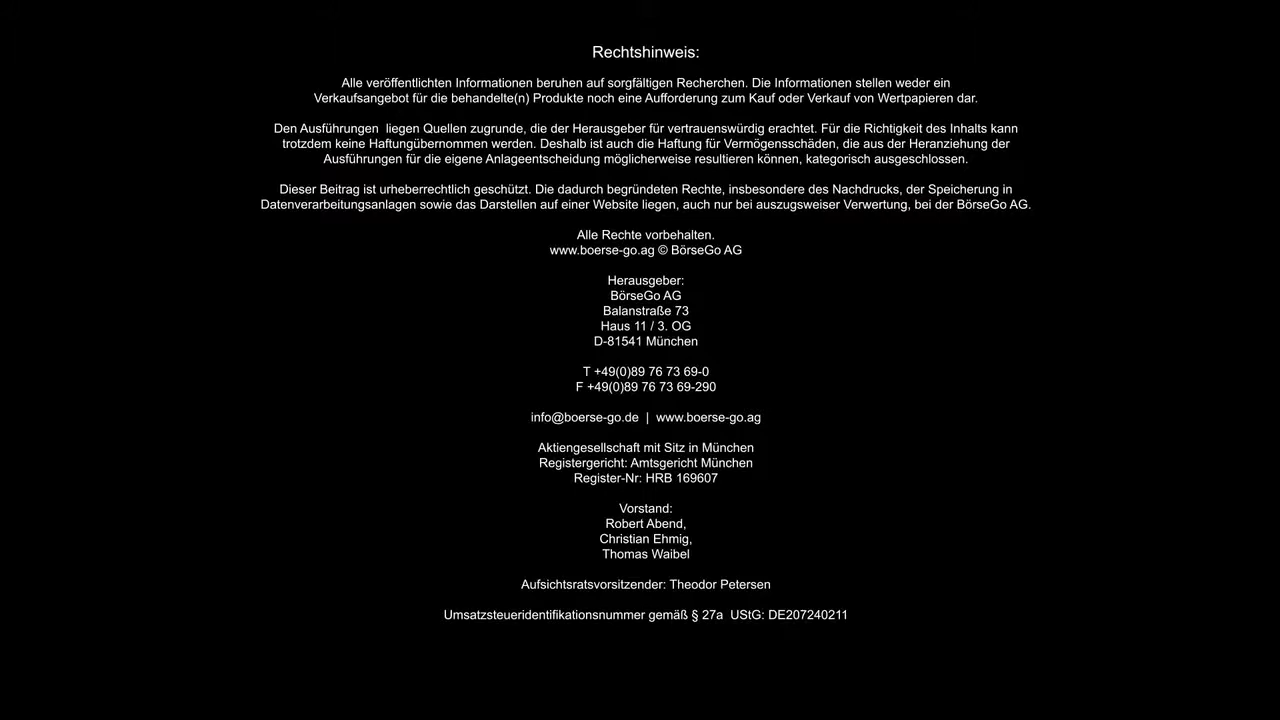 Rechtshinweis:
Alle veröffentlichten Informationen beruhen auf sorgfältigen Recherchen. Die Informationen stellen weder ein
Verkaufsangebot für die behandelte(n) Produkte noch eine Aufforderung zum Kauf oder Verkauf von Wertpapieren dar.
Den Ausführungen  liegen Quellen zugrunde, die der Herausgeber für vertrauenswürdig erachtet. Für die Richtigkeit des Inhalts kann
trotzdem keine Haftungübernommen werden. Deshalb ist auch die Haftung für Vermögensschäden, die aus der Heranziehung der
Ausführungen für die eigene Anlageentscheidung möglicherweise resultieren können, kategorisch ausgeschlossen.
Dieser Beitrag ist urheberrechtlich geschützt. Die dadurch begründeten Rechte, insbesondere des Nachdrucks, der Speicherung in
Datenverarbeitungsanlagen sowie das Darstellen auf einer Website liegen, auch nur bei auszugsweiser Verwertung, bei der BörseGo AG.
Alle Rechte vorbehalten.
www.boerse-go.ag © BörseGo AG
Herausgeber:
BörseGo AG
Balanstraße 73
Haus 11 / 3. OG
D-81541 München
T +49(0)89 76 73 69-0
F +49(0)89 76 73 69-290
info@boerse-go.de  |  www.boerse-go.ag
Aktiengesellschaft mit Sitz in München
Registergericht: Amtsgericht München
Register-Nr: HRB 169607
Vorstand:
Robert Abend,
Christian Ehmig,
Thomas Waibel
Aufsichtsratsvorsitzender: Theodor Petersen
Umsatzsteueridentifikationsnummer gemäß § 27a  UStG: DE207240211